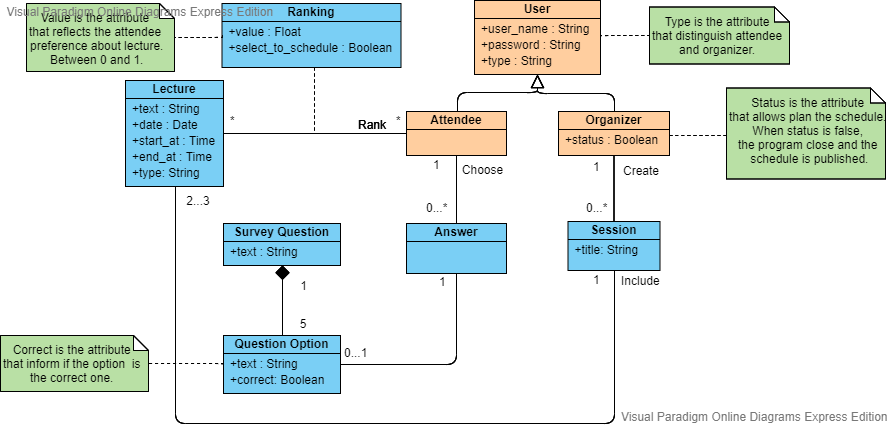 Visual Paradigm Online Diagrams Express Edition
Value is the attribute
that reflects the attendee
preference about lecture.
Between 0 and 1.
Ranking
+value : Float
+select_to_schedule : Boolean
User
+user_name : String
+password : String
+type : String
Type is the attribute
that distinguish attendee
and organizer.
Lecture
+text : String
+date : Date
+start_at : Time
+end_at : Time
+type: String
*
Rank
*
Attendee
Organizer
+status : Boolean
Status is the attribute
that allows plan the schedule.
When status is false,
the program close and the
schedule is published.
1
Choose
0...*
1
Create
0...*
2...3
Survey Question
+text : String
Answer
Session
+title: String
1
5
1
1
Include
Correct is the attribute
that inform if the option is
the correct one.
Question Option
+text : String
+correct: Boolean
0...1
Visual Paradigm Online Diagrams Express Edition